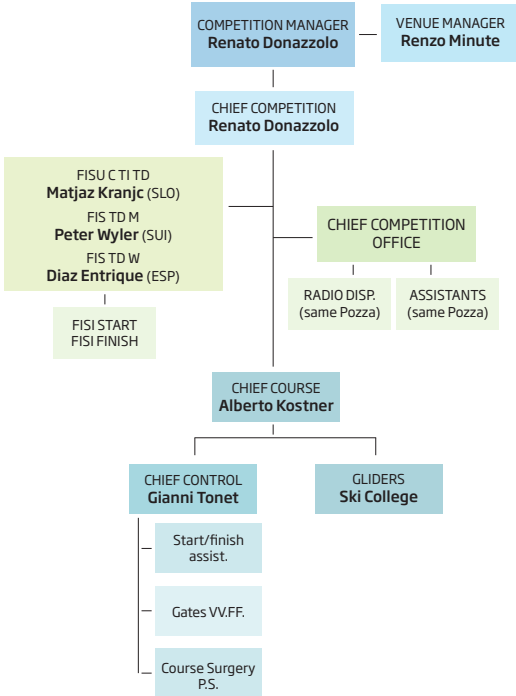 COMPETITION MANAGER
Renato Donazzolo
VENUE MANAGER
Renzo Minute
CHIEF COMPETITION
Renato Donazzolo
FISU C TI TD
Matjaz Kranjc (SLO)
FIS TD M
Peter Wyler (SUI)
FIS TD W
Diaz Entrique (ESP)
CHIEF COMPETITION
OFFICE
RADIO DISP.
(same Pozza)
ASSISTANTS
(same Pozza)
FISI START
FISI FINISH
CHIEF COURSE
Alberto Kostner
CHIEF CONTROL
Gianni Tonet
GLIDERS
Ski College
Start/finish
assist.
Gates VV.FF.
Course Surgery
P.S.